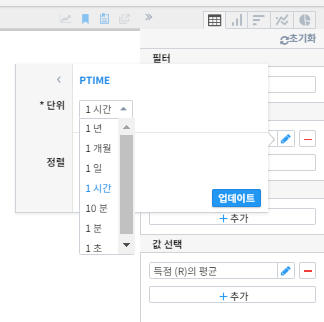 초기화
필터
PTIME
* 단위
1 시간
1 년
1 개월
1 일
1 시간
10 분
1 분
1 초
정렬
업데이트
+ 추가
값 선택
득점 (R)의 평균
+ 추가